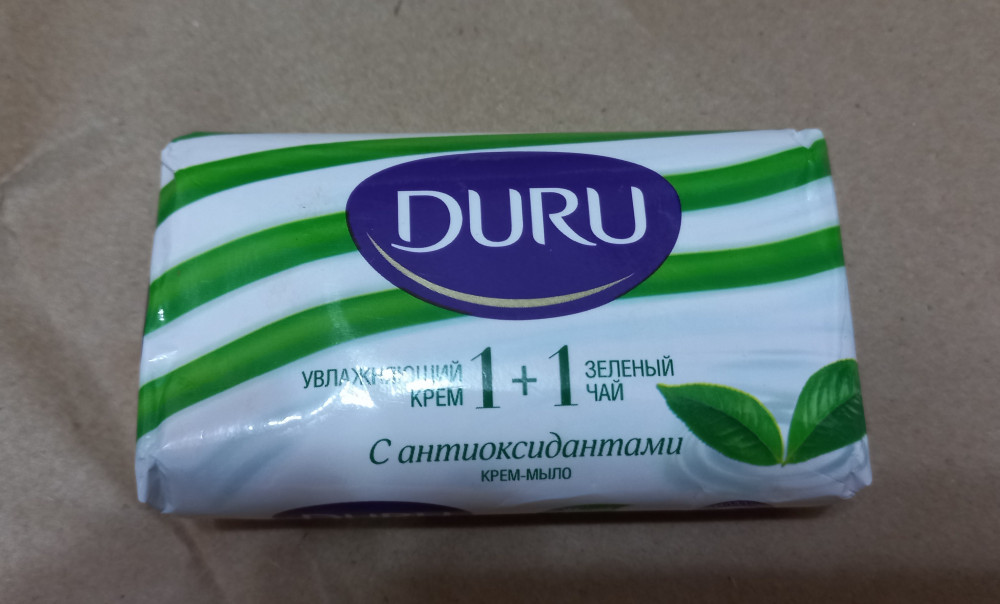 DURU
УВЛАЖНЯЮЩИЙ
КРЕМ
1+1
ЗЕЛЕНЫЙ
ЧАЙ
С антиоксидантами
КРЕМ-МЫЛО